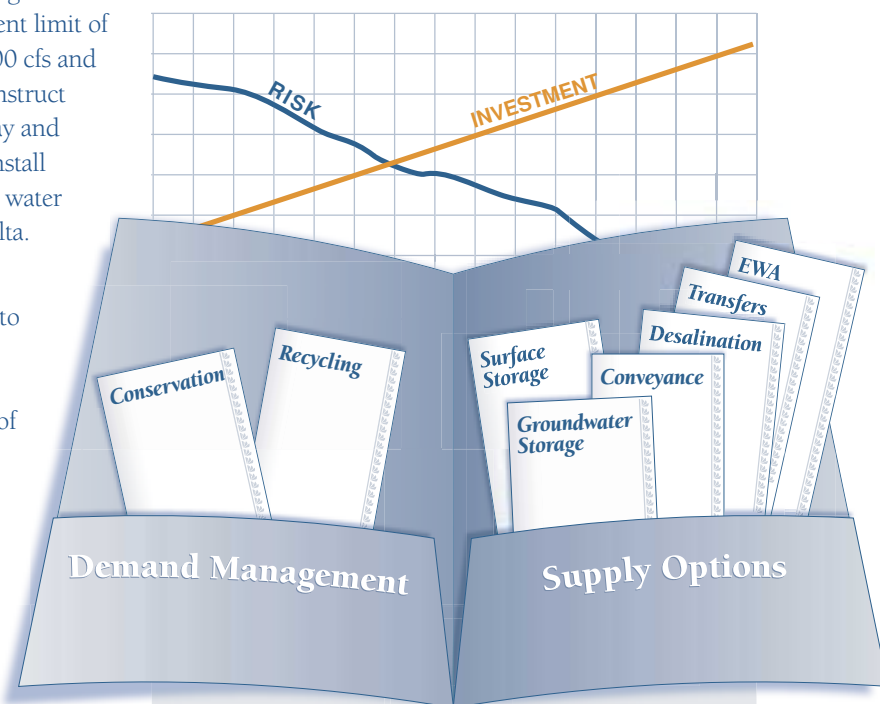 ent limit of
00 cfs and
nstruct
y and
nstall
water
lta.
to
of
RISK
INVESTMENT
Conservation
Recycling
Surface
Storage
Groundwater
Storage
Conveyance
Desalination
Transfers
EWA
Demand Management
Supply Options